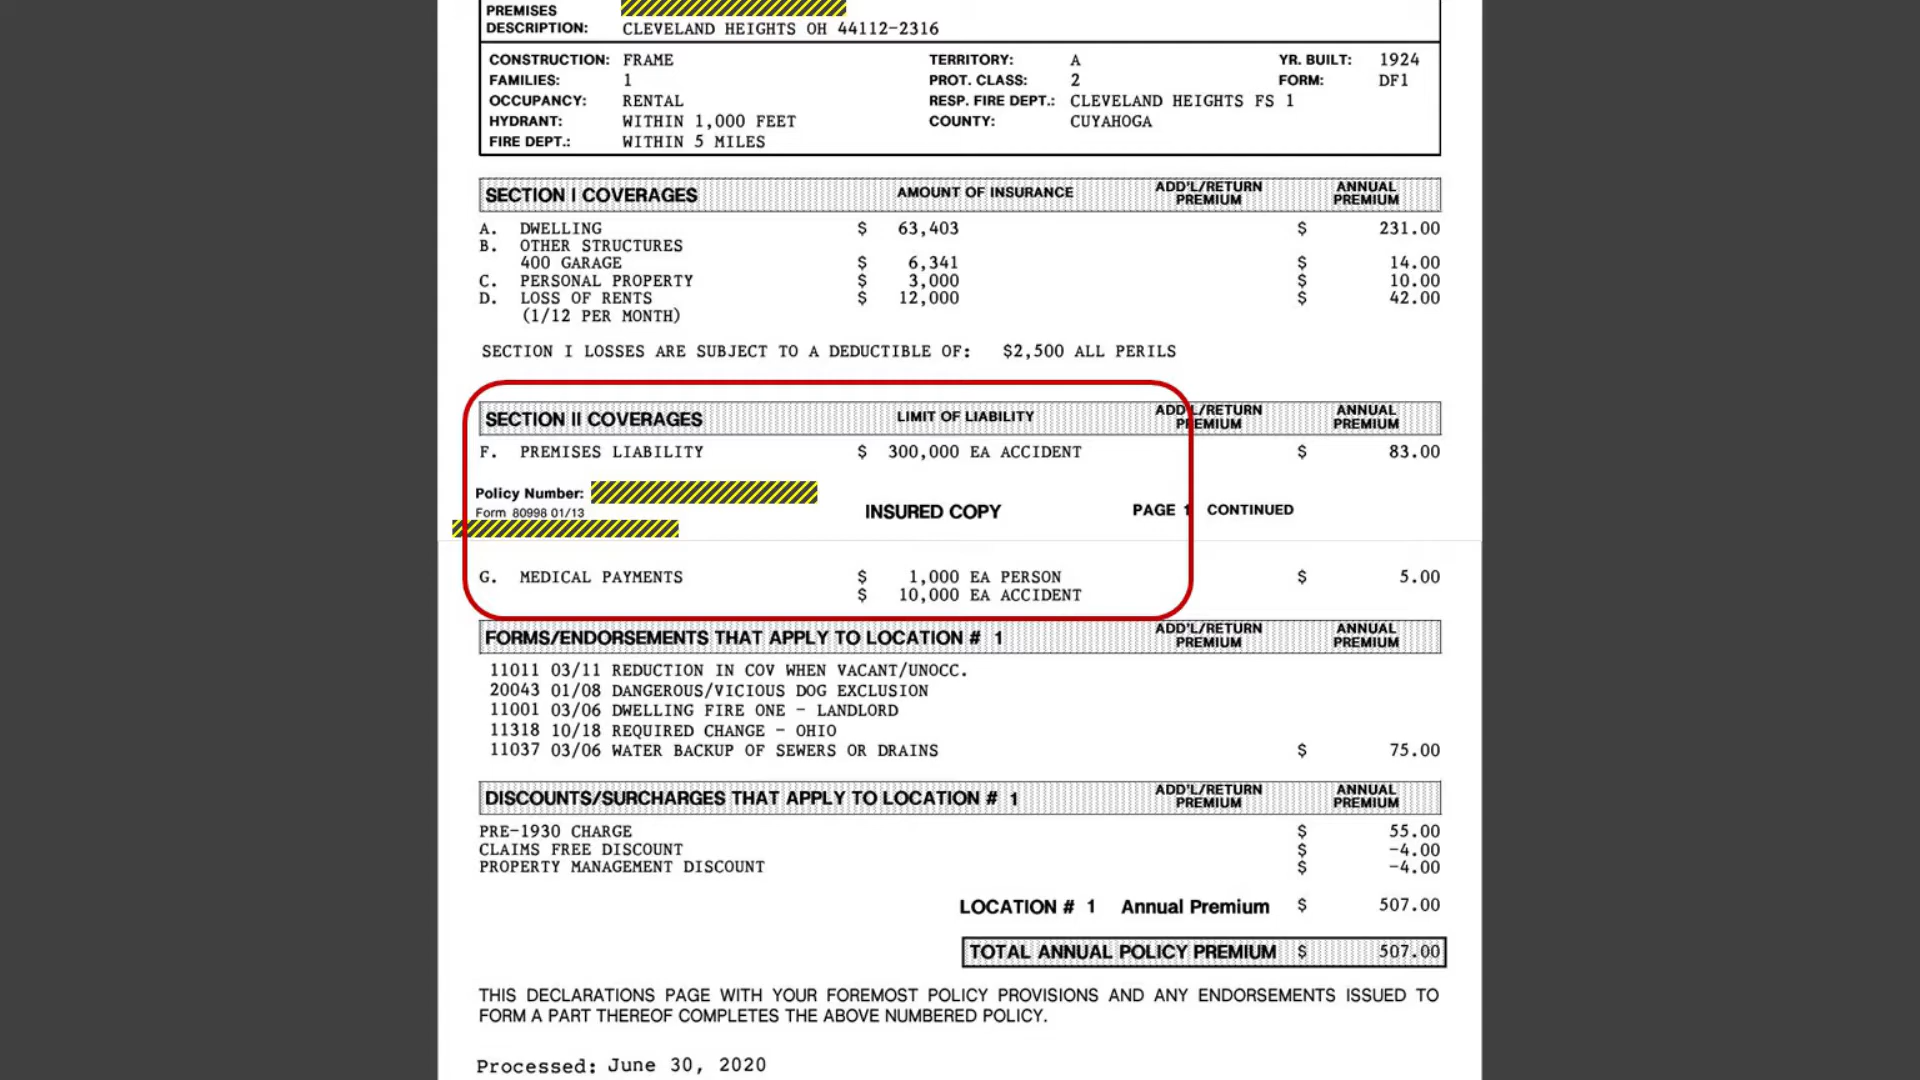 PREMISES
DESCRIPTION: CLEVELAND HEIGHTS OH 44112-2316
CONSTRUCTION: FRAME TERRITORY: A YR. BUILT: 1924
FAMILIES: 1 PROT. CLASS: 2 FORM: DF1
OCCUPANCY: RENTAL RESP. FIRE DEPT.: CLEVELAND HEIGHTS FS 1
HYDRANT: WITHIN 1,000 FEET COUNTY: CUYAHOGA
FIRE DEPT.: WITHIN 5 MILES
SECTION I COVERAGES AMOUNT OF INSURANCE ADD'L/RETURN PREMIUM ANNUAL PREMIUM
A. DWELLING $ 63,403 $ 231.00
B. OTHER STRUCTURES
400 GARAGE $ 6,341 $ 14.00
C. PERSONAL PROPERTY $ 3,000 $ 10.00
D. LOSS OF RENTS $ 12,000 $ 42.00
(1/12 PER MONTH)
SECTION I LOSSES ARE SUBJECT TO A DEDUCTIBLE OF: $2,500 ALL PERILS
SECTION II COVERAGES LIMIT OF LIABILITY ADD'L/RETURN PREMIUM ANNUAL PREMIUM
F. PREMISES LIABILITY $ 300,000 EA ACCIDENT $ 83.00
Policy Number:
Form 80998 01/13 INSURED COPY PAGE 1 CONTINUED
G. MEDICAL PAYMENTS $ 1,000 EA PERSON $ 5.00
$ 10,000 EA ACCIDENT
FORMS/ENDORSEMENTS THAT APPLY TO LOCATION # 1 ADD'L/RETURN PREMIUM ANNUAL PREMIUM
11011 03/11 REDUCTION IN COV WHEN VACANT/UNOCC.
20043 01/08 DANGEROUS/VICIOUS DOG EXCLUSION
11001 03/06 DWELLING FIRE ONE - LANDLORD
11318 10/18 REQUIRED CHANGE - OHIO
11037 03/06 WATER BACKUP OF SEWERS OR DRAINS $ 75.00
DISCOUNTS/SURCHARGES THAT APPLY TO LOCATION # 1 ADD'L/RETURN PREMIUM ANNUAL PREMIUM
PRE-1930 CHARGE $ 55.00
CLAIMS FREE DISCOUNT $ -4.00
PROPERTY MANAGEMENT DISCOUNT $ -4.00
LOCATION # 1 Annual Premium $ 507.00
TOTAL ANNUAL POLICY PREMIUM $ 507.00
THIS DECLARATIONS PAGE WITH YOUR FOREMOST POLICY PROVISIONS AND ANY ENDORSEMENTS ISSUED TO
FORM A PART THEREOF COMPLETES THE ABOVE NUMBERED POLICY.
Processed: June 30, 2020